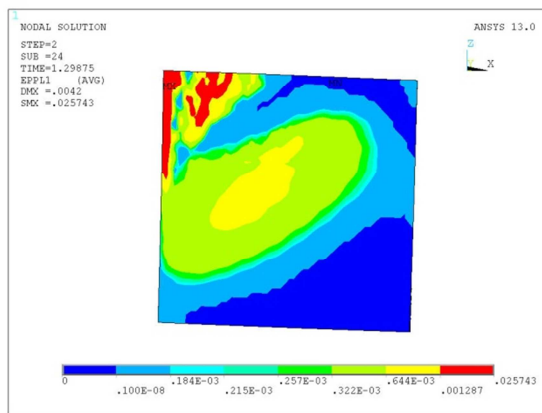 1
NODAL SOLUTION
ANSYS 13.0
STEP=2
SUB =24
TIME=1.29875
EPPL1 (AVG)
DMX =.0042
SMX =.025743
Z
Y
X
MX
0
.100E-08
.184E-03
.215E-03
.257E-03
.322E-03
.644E-03
.001287
.025743